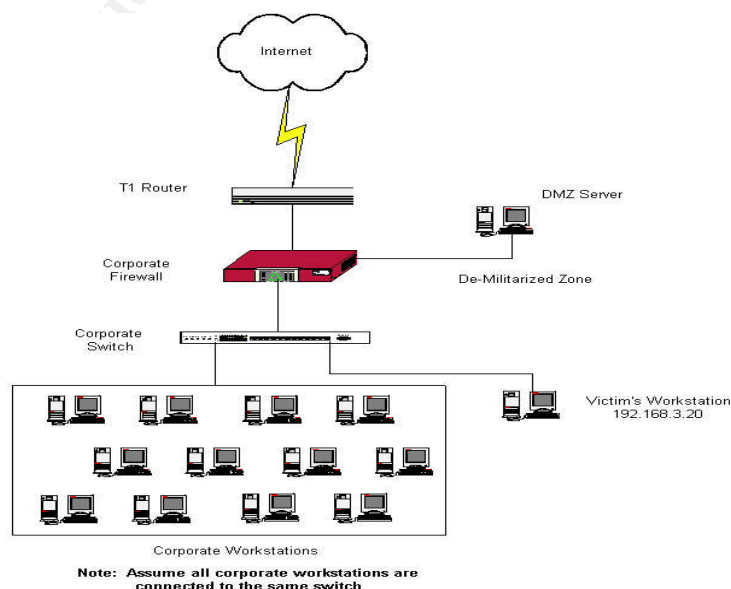 Internet
T1 Router
DMZ Server
Corporate
Firewall
De-Militarized Zone
Corporate
Switch
Victim's Workstation
192.168.3.20
Corporate Workstations
Note: Assume all corporate workstations are
connected to the same switch